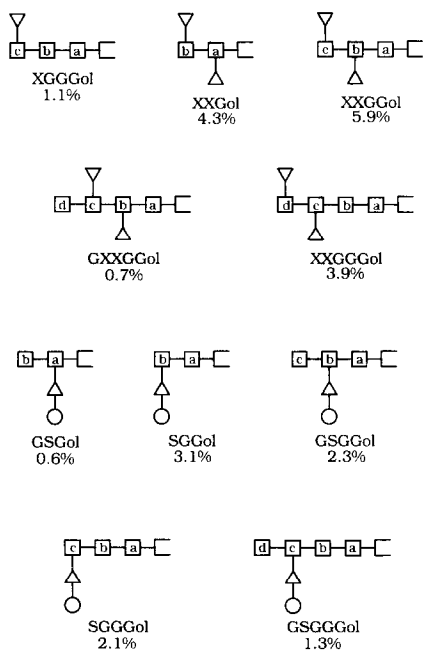 c b a
XGGGol
1.1%
b a
XXGol
4.3%
c b a
XXGGol
5.9%
d c b a
GXXGGol
0.7%
d c b a
XXGGGol
3.9%
b a
GSGol
0.6%
b a
SGGol
3.1%
c b a
GSGGol
2.3%
c b a
SGGGol
2.1%
d c b a
GSGGGol
1.3%